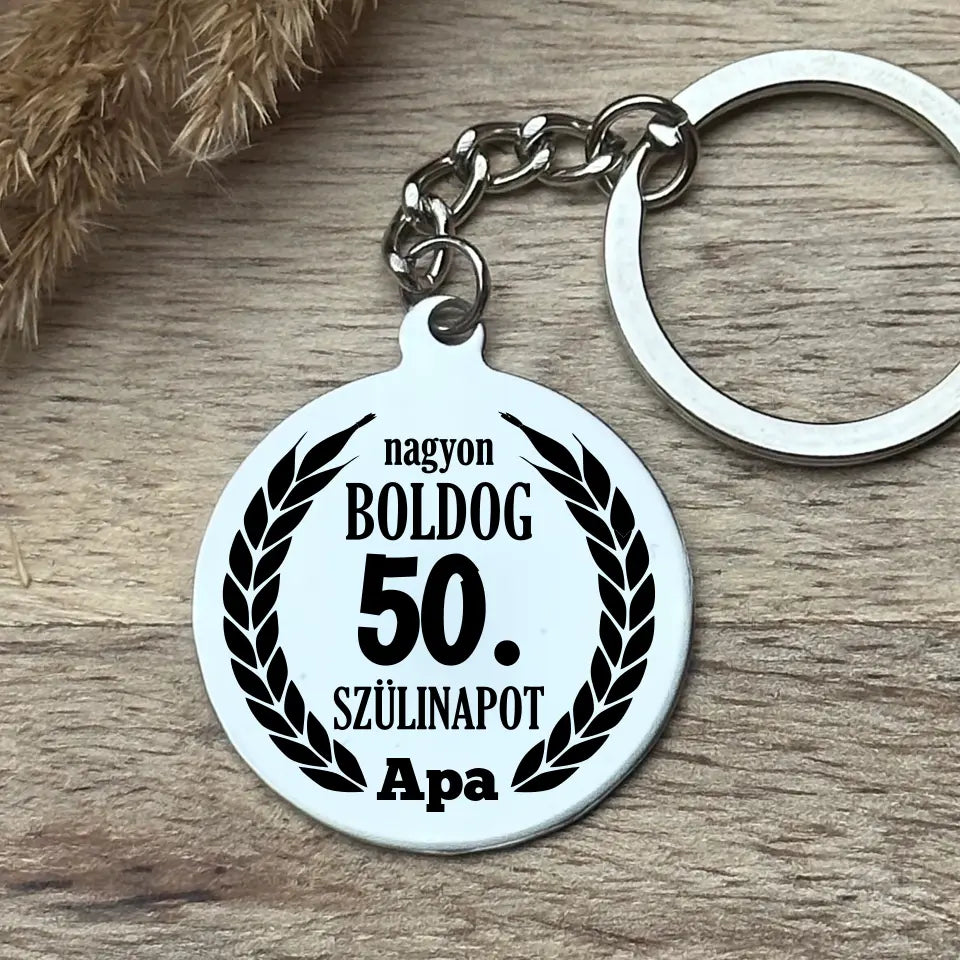 nagyon
BOLDOG
50.
SZÜLINAPOT
Apa